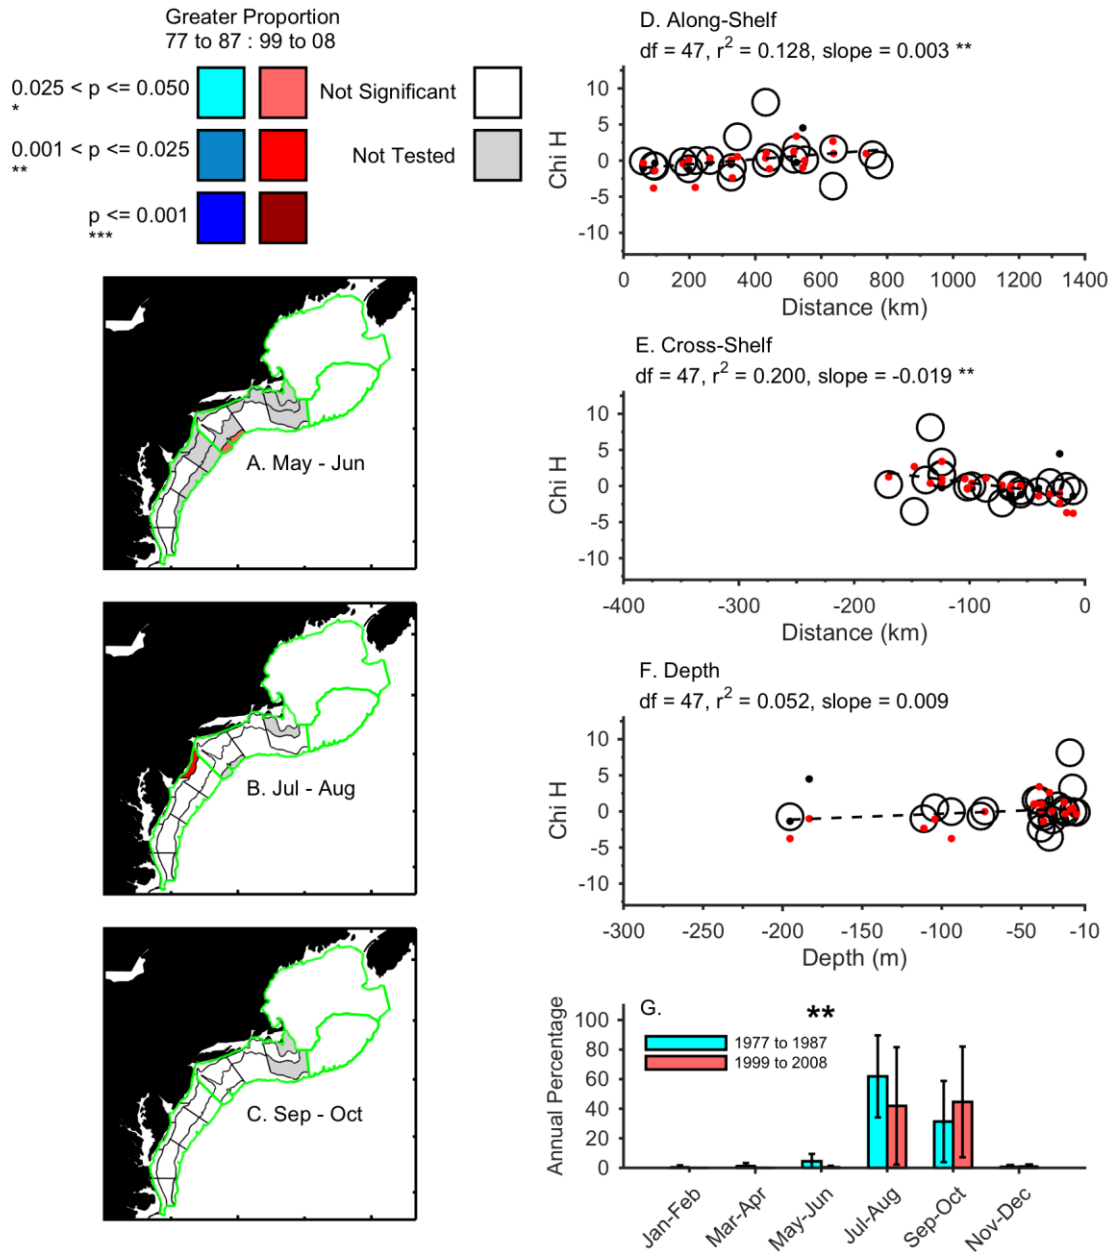 Greater Proportion
77 to 87 : 99 to 08
0.025 < p <= 0.050
*
0.001 < p <= 0.025
**
p <= 0.001
***
Not Significant
Not Tested
A. May - Jun
B. Jul - Aug
C. Sep - Oct
D. Along-Shelf
df = 47, r² = 0.128, slope = 0.003 **
Chi H
10
5
0
-5
-10
0 200 400 600 800 1000 1200 1400
Distance (km)
E. Cross-Shelf
df = 47, r² = 0.200, slope = -0.019 **
Chi H
10
5
0
-5
-10
-400 -300 -200 -100 0
Distance (km)
F. Depth
df = 47, r² = 0.052, slope = 0.009
Chi H
10
5
0
-5
-10
-300 -250 -200 -150 -100 -50 -10
Depth (m)
G.
**
1977 to 1987
1999 to 2008
Annual Percentage
100
80
60
40
20
0
Jan-Feb
Mar-Apr
May-Jun
Jul-Aug
Sep-Oct
Nov-Dec